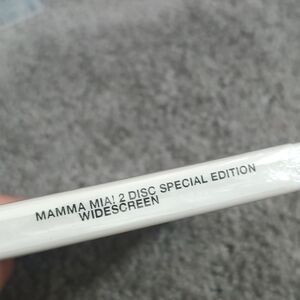 MAMMA MIA! 2 DISC SPECIAL EDITION
WIDESCREEN